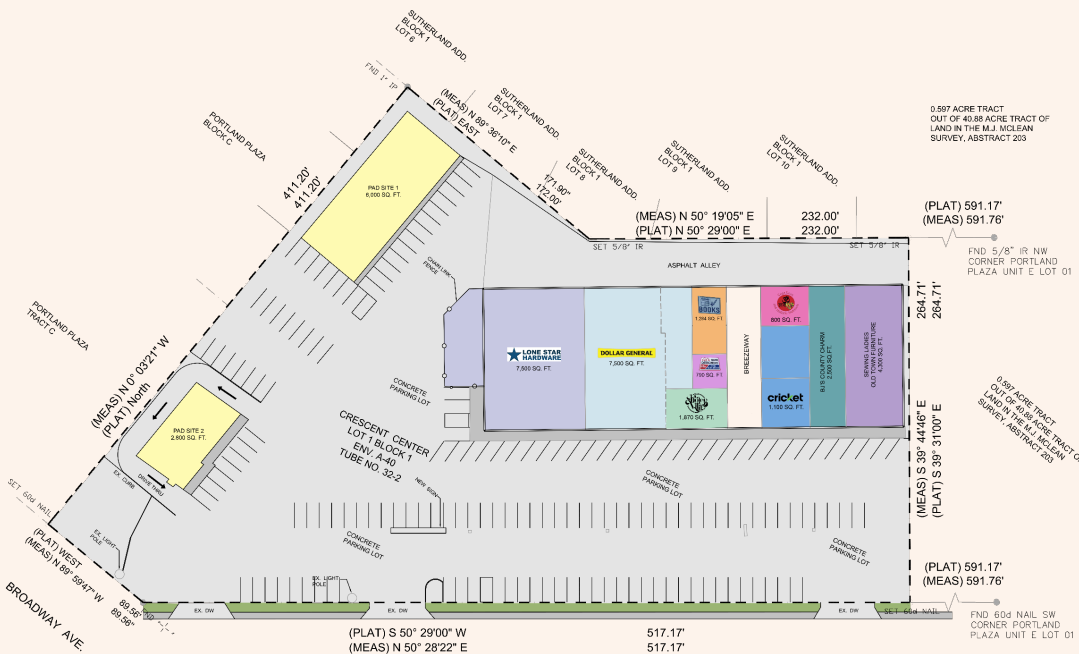 SUTHERLAND ADD.
BLOCK 1
LOT 6
FND 1" IP
(MEAS) N 89° 36'10" E
(PLAT) EAST
SUTHERLAND ADD.
BLOCK 1
LOT 7
PORTLAND PLAZA
BLOCK C
411.20'
411.20'
PAD SITE 1
6,000 SQ. FT.
SUTHERLAND ADD.
BLOCK 1
LOT 8
171.90"
172.00'
SUTHERLAND ADD.
BLOCK 1
LOT 9
SUTHERLAND ADD.
BLOCK 1
LOT 10
0.597 ACRE TRACT
OUT OF 40.88 ACRE TRACT OF
LAND IN THE M.J. MCLEAN
SURVEY, ABSTRACT 203
(PLAT) 591.17'
(MEAS) 591.76'
(MEAS) N 50° 19'05" E 232.00'
(PLAT) N 50° 29'00" E 232.00'
SET 5/8" IR
SET 5/8" IR
FND 5/8" IR NW
CORNER PORTLAND
PLAZA UNIT E LOT 01
ASPHALT ALLEY
CHAIN LINK
FENCE
264.71'
264.71'
PORTLAND PLAZA
TRACT C
(MEAS) N 0° 03'21" W
(PLAT) North
LONE STAR
HARDWARE
7,500 SQ. FT.
DOLLAR GENERAL
7,500 SQ. FT.
BOOKS
1,284 SQ. FT.
700 SQ. FT.
1,870 SQ. FT.
BREEZEWAY
800 SQ. FT.
cricket
1,100 SQ. FT.
BJ'S COUNTY CHARM
2,500 SQ. FT.
SEWING LADIES
OLD TOWN FURNITURE
4,300 SQ. FT.
CONCRETE
PARKING LOT
CRESCENT CENTER
LOT 1 BLOCK 1
ENV. A-40
TUBE NO. 32-2
PAD SITE 2
2,800 SQ. FT.
DRIVE THRU
EX. CURB
NEW SIGN
CONCRETE
PARKING LOT
(MEAS) S 39° 44'46" E
(PLAT) S 39° 31'00" E
0.597 ACRE TRACT
OUT OF 40.88 ACRE TRACT OF
LAND IN THE M.J. MCLEAN
SURVEY, ABSTRACT 203
SET 60d NAIL
(PLAT) WEST
(MEAS) N 89° 59'47" W
89.56'
89.56'
EX. LIGHT
POLE
CONCRETE
PARKING LOT
CONCRETE
PARKING LOT
EX. LIGHT
POLE
(PLAT) 591.17'
(MEAS) 591.76'
BROADWAY AVE.
EX. DW
EX. DW
EX. DW
SET 60d NAIL
FND 60d NAIL SW
CORNER PORTLAND
PLAZA UNIT E LOT 01
(PLAT) S 50° 29'00" W 517.17'
(MEAS) N 50° 28'22" E 517.17'